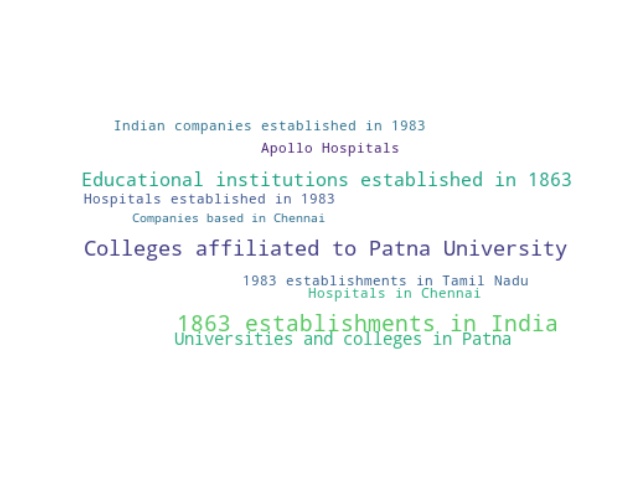 Indian companies established in 1983
Apollo Hospitals
Educational institutions established in 1863
Hospitals established in 1983
Companies based in Chennai
Colleges affiliated to Patna University
1983 establishments in Tamil Nadu
Hospitals in Chennai
1863 establishments in India
Universities and colleges in Patna